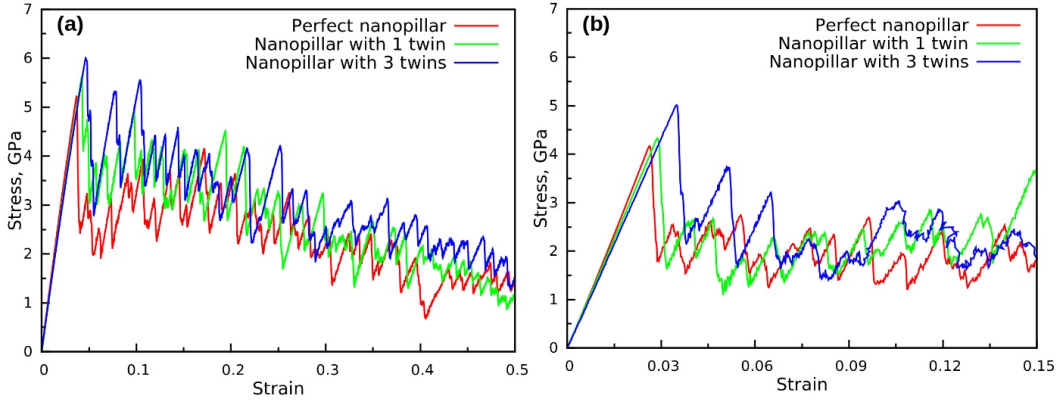 (a)
Perfect nanopillar
Nanopillar with 1 twin
Nanopillar with 3 twins
Stress, GPa
7
6
5
4
3
2
1
0
0 0.1 0.2 0.3 0.4 0.5
Strain
(b)
Perfect nanopillar
Nanopillar with 1 twin
Nanopillar with 3 twins
Stress, GPa
7
6
5
4
3
2
1
0
0 0.03 0.06 0.09 0.12 0.15
Strain